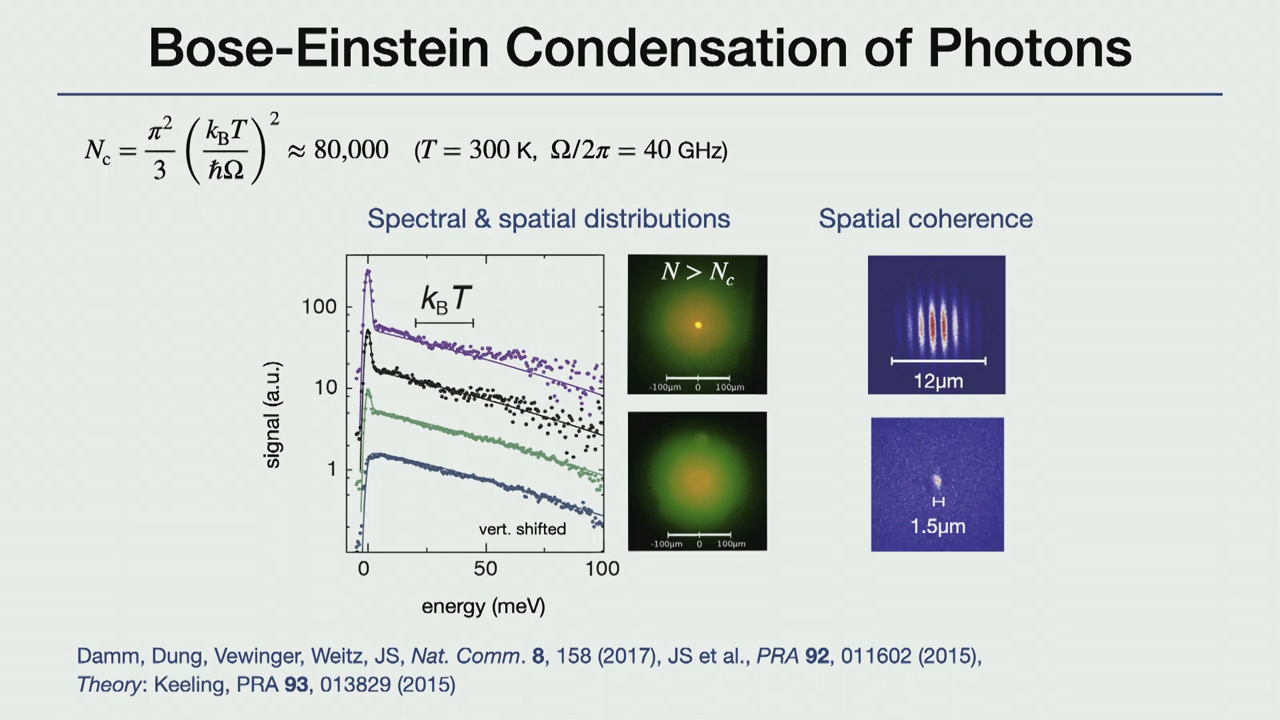 Bose-Einstein Condensation of Photons
N_c = π²/3 (k_BT/ħΩ)² ≈ 80,000 (T = 300 K, Ω/2π = 40 GHz)
Spectral & spatial distributions
Spatial coherence
100
10
1
signal (a.u.)
k_BT
vert. shifted
0 50 100
energy (meV)
N > N_c
-100µm 0 100µm
-100µm 0 100µm
12µm
1.5µm
Damm, Dung, Vewinger, Weitz, JS, Nat. Comm. 8, 158 (2017), JS et al., PRA 92, 011602 (2015),
Theory: Keeling, PRA 93, 013829 (2015)